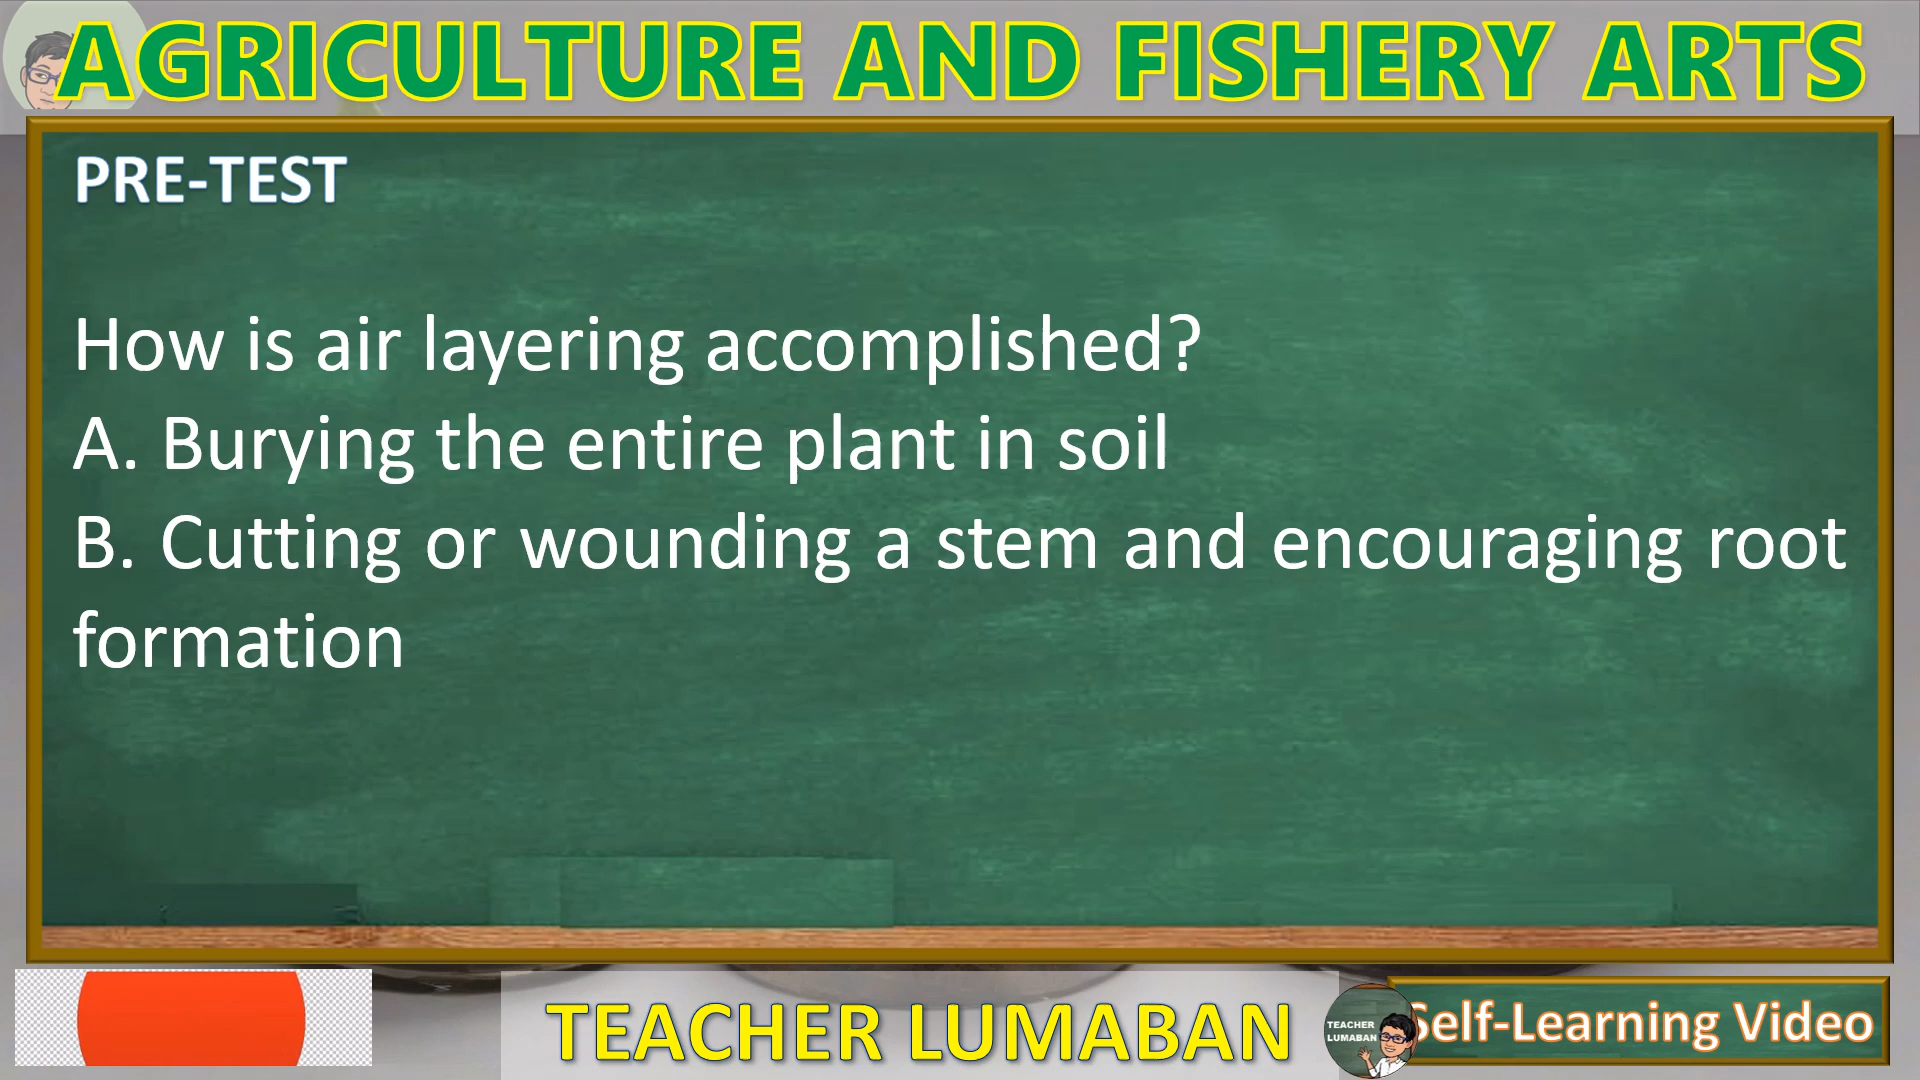 AGRICULTURE AND FISHERY ARTS
PRE-TEST
How is air layering accomplished?
A. Burying the entire plant in soil
B. Cutting or wounding a stem and encouraging root
formation
TEACHER LUMABAN
TEACHER
LUMABAN
Self-Learning Video